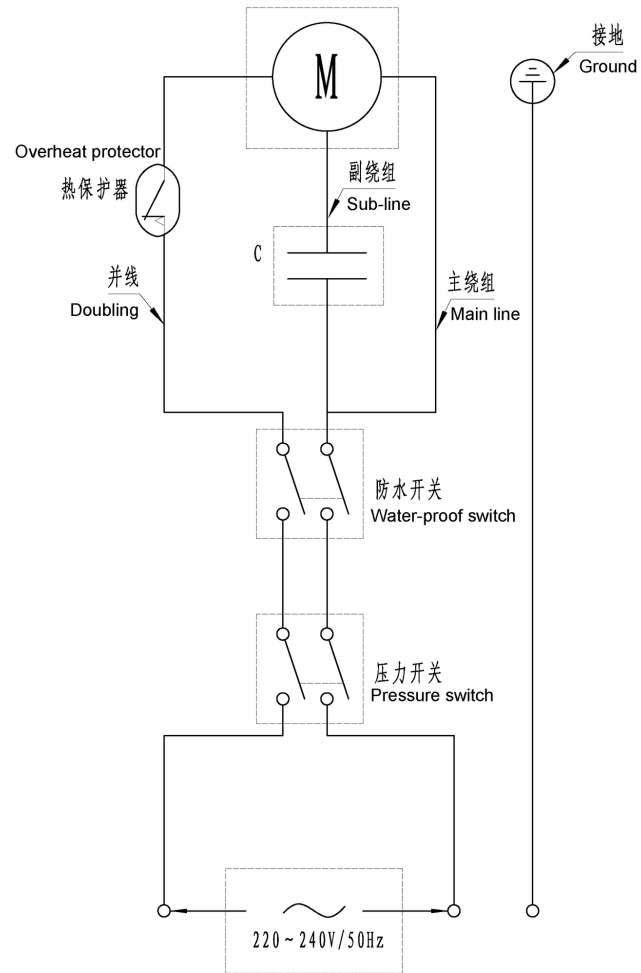 M
接地
Ground
Overheat protector
热保护器
副绕组
Sub-line
C
并线
Doubling
主绕组
Main line
防水开关
Water-proof switch
压力开关
Pressure switch
220～240V/50Hz